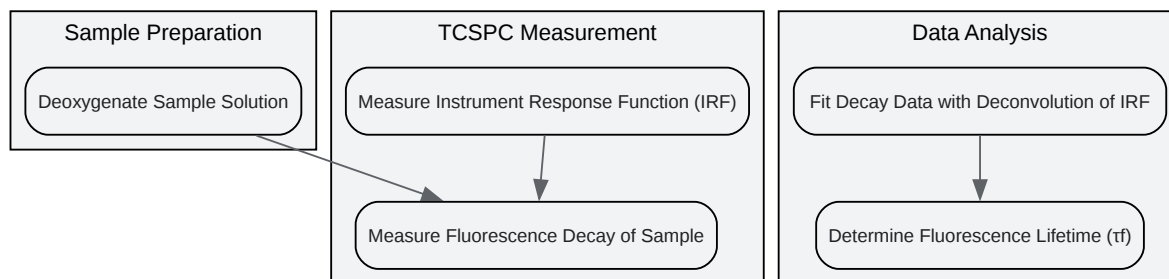 Sample Preparation
Deoxygenate Sample Solution
TCSPC Measurement
Measure Instrument Response Function (IRF)
Measure Fluorescence Decay of Sample
Data Analysis
Fit Decay Data with Deconvolution of IRF
Determine Fluorescence Lifetime (τf)